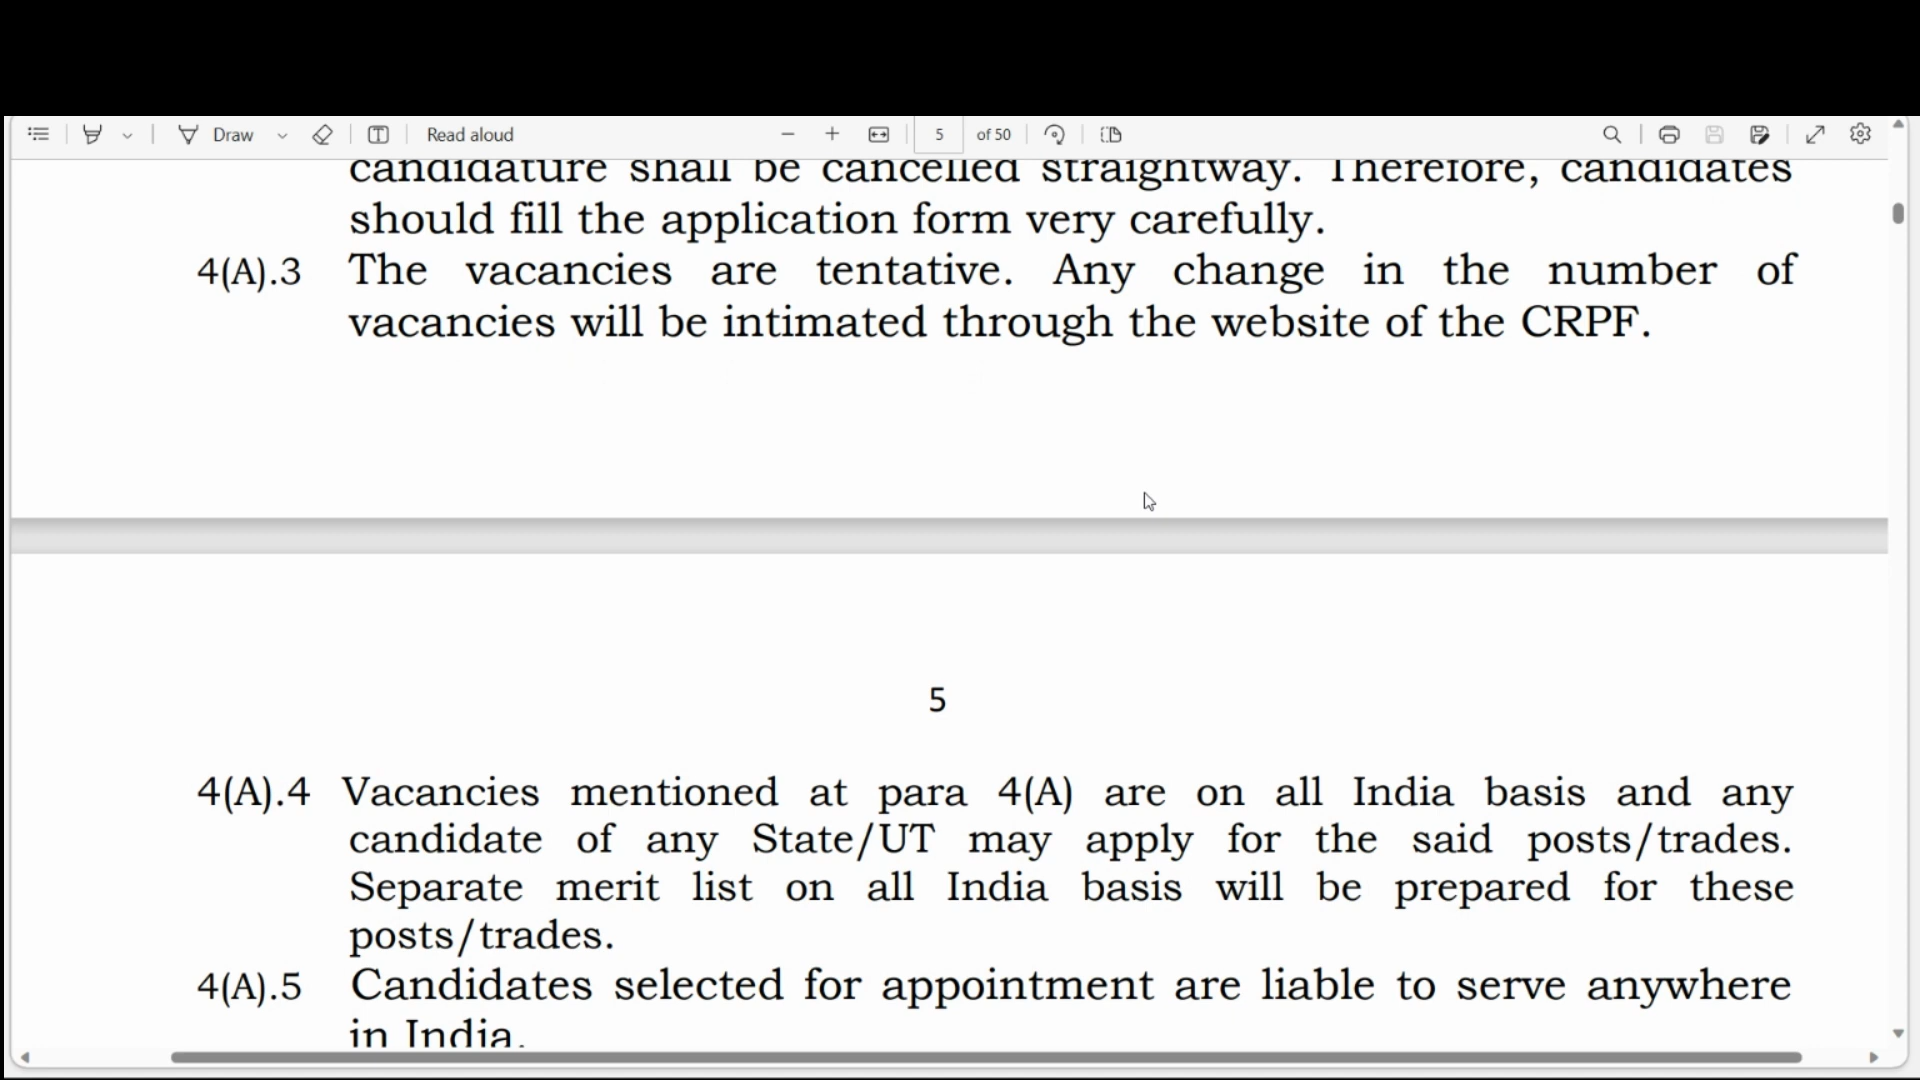 Draw
Read aloud
5 of 50
candidature shall be cancelled straightway. Therefore, candidates
should fill the application form very carefully.
4(A).3 The vacancies are tentative. Any change in the number of
vacancies will be intimated through the website of the CRPF.
5
4(A).4 Vacancies mentioned at para 4(A) are on all India basis and any
candidate of any State/UT may apply for the said posts/trades.
Separate merit list on all India basis will be prepared for these
posts/trades.
4(A).5 Candidates selected for appointment are liable to serve anywhere
in India.